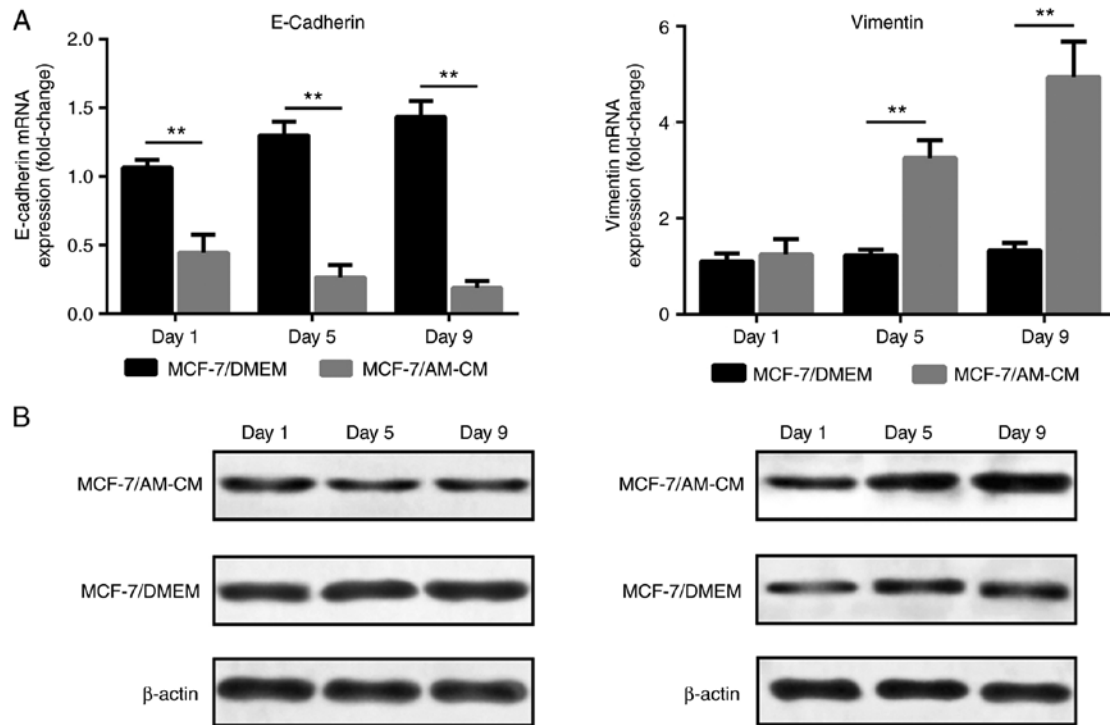 A
E-Cadherin
E-cadherin mRNA
expression (fold-change)
2.0
1.5
1.0
0.5
0.0
**
**
**
Day 1
Day 5
Day 9
MCF-7/DMEM
MCF-7/AM-CM
Vimentin
Vimentin mRNA
expression (fold-change)
6
4
2
0
**
**
Day 1
Day 5
Day 9
MCF-7/DMEM
MCF-7/AM-CM
B
Day 1 Day 5 Day 9
MCF-7/AM-CM
MCF-7/DMEM
β-actin
Day 1 Day 5 Day 9
MCF-7/AM-CM
MCF-7/DMEM
β-actin